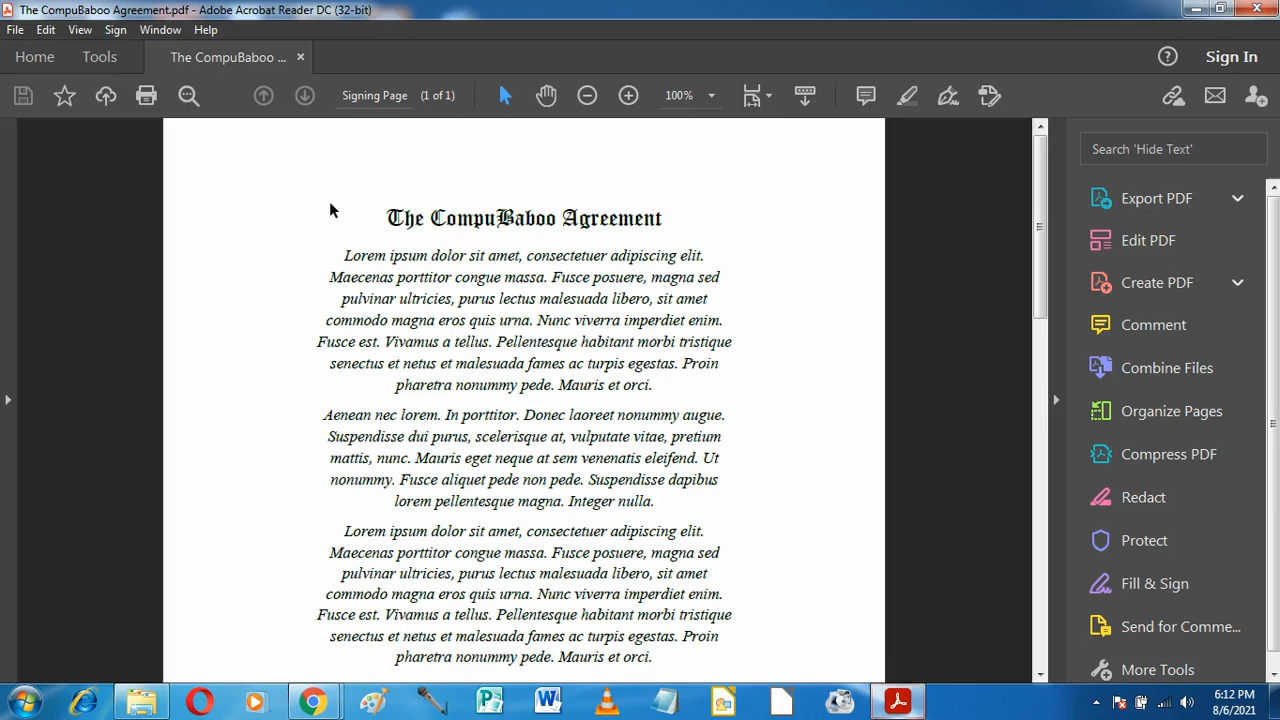 The CompuBaboo Agreement.pdf - Adobe Acrobat Reader DC (32-bit)
File Edit View Sign Window Help
Home Tools The CompuBaboo ... × Sign In
Signing Page (1 of 1) 100%
The CompuBaboo Agreement
Lorem ipsum dolor sit amet, consectetuer adipiscing elit.
Maecenas porttitor congue massa. Fusce posuere, magna sed
pulvinar ultricies, purus lectus malesuada libero, sit amet
commodo magna eros quis urna. Nunc viverra imperdiet enim.
Fusce est. Vivamus a tellus. Pellentesque habitant morbi tristique
senectus et netus et malesuada fames ac turpis egestas. Proin
pharetra nonummy pede. Mauris et orci.
Aenean nec lorem. In porttitor. Donec laoreet nonummy augue.
Suspendisse dui purus, scelerisque at, vulputate vitae, pretium
mattis, nunc. Mauris eget neque at sem venenatis eleifend. Ut
nonummy. Fusce aliquet pede non pede. Suspendisse dapibus
lorem pellentesque magna. Integer nulla.
Lorem ipsum dolor sit amet, consectetuer adipiscing elit.
Maecenas porttitor congue massa. Fusce posuere, magna sed
pulvinar ultricies, purus lectus malesuada libero, sit amet
commodo magna eros quis urna. Nunc viverra imperdiet enim.
Fusce est. Vivamus a tellus. Pellentesque habitant morbi tristique
senectus et netus et malesuada fames ac turpis egestas. Proin
pharetra nonummy pede. Mauris et orci.
Search 'Hide Text'
Export PDF
Edit PDF
Create PDF
Comment
Combine Files
Organize Pages
Compress PDF
Redact
Protect
Fill & Sign
Send for Comme...
More Tools
6:12 PM
8/6/2021